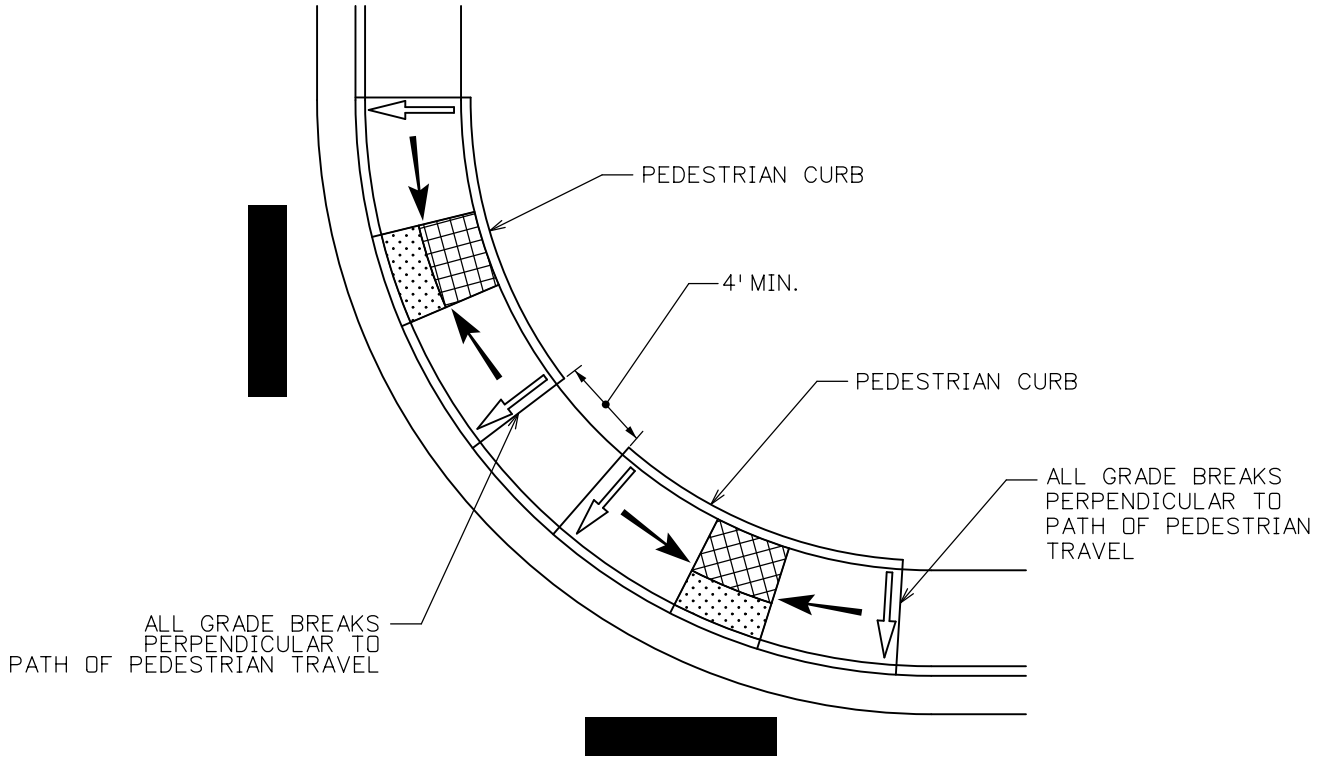 PEDESTRIAN CURB
4' MIN.
PEDESTRIAN CURB
ALL GRADE BREAKS
PERPENDICULAR TO
PATH OF PEDESTRIAN
TRAVEL
ALL GRADE BREAKS
PERPENDICULAR TO
PATH OF PEDESTRIAN TRAVEL